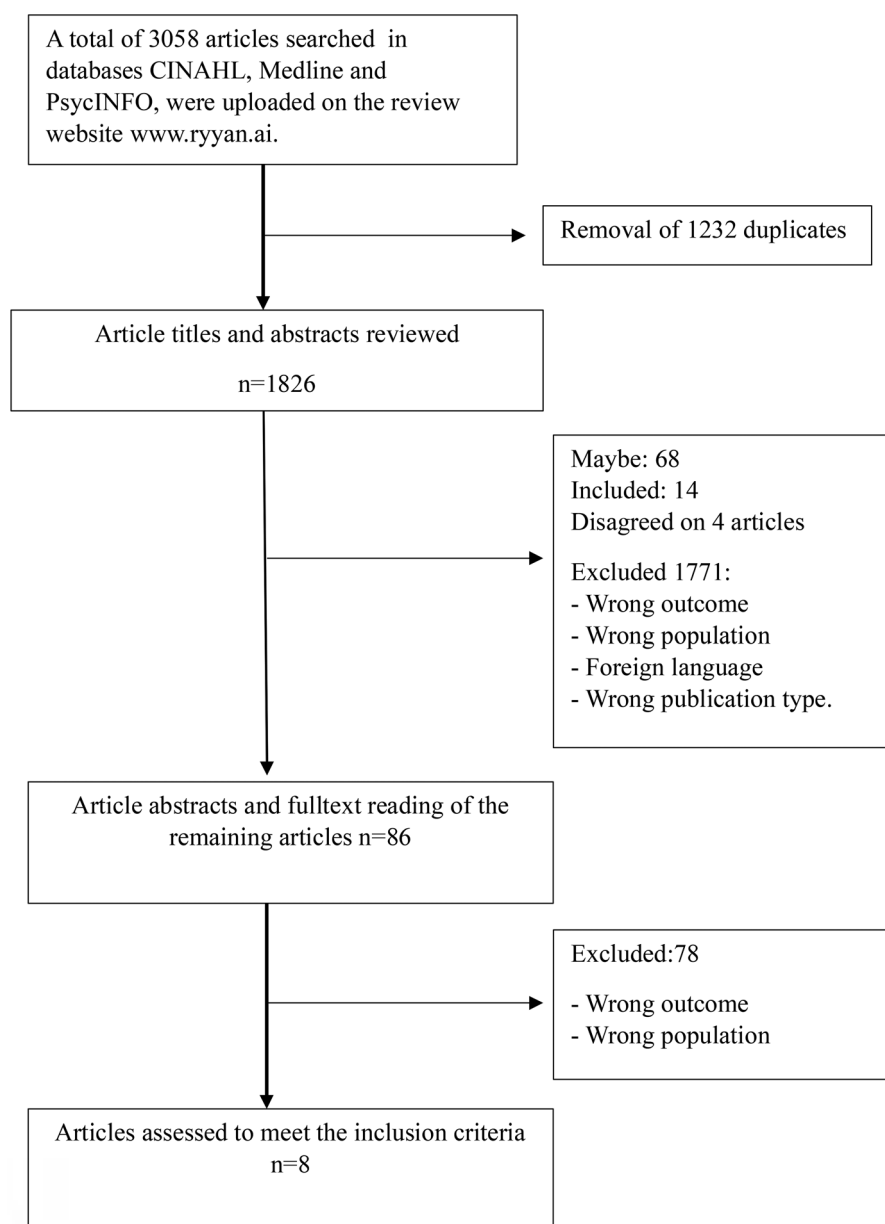 A total of 3058 articles searched in
databases CINAHL, Medline and
PsycINFO, were uploaded on the review
website www.ryyan.ai.
Removal of 1232 duplicates
Article titles and abstracts reviewed
n=1826
Maybe: 68
Included: 14
Disagreed on 4 articles
Excluded 1771:
- Wrong outcome
- Wrong population
- Foreign language
- Wrong publication type.
Article abstracts and fulltext reading of the
remaining articles n=86
Excluded:78
- Wrong outcome
- Wrong population
Articles assessed to meet the inclusion criteria
n=8